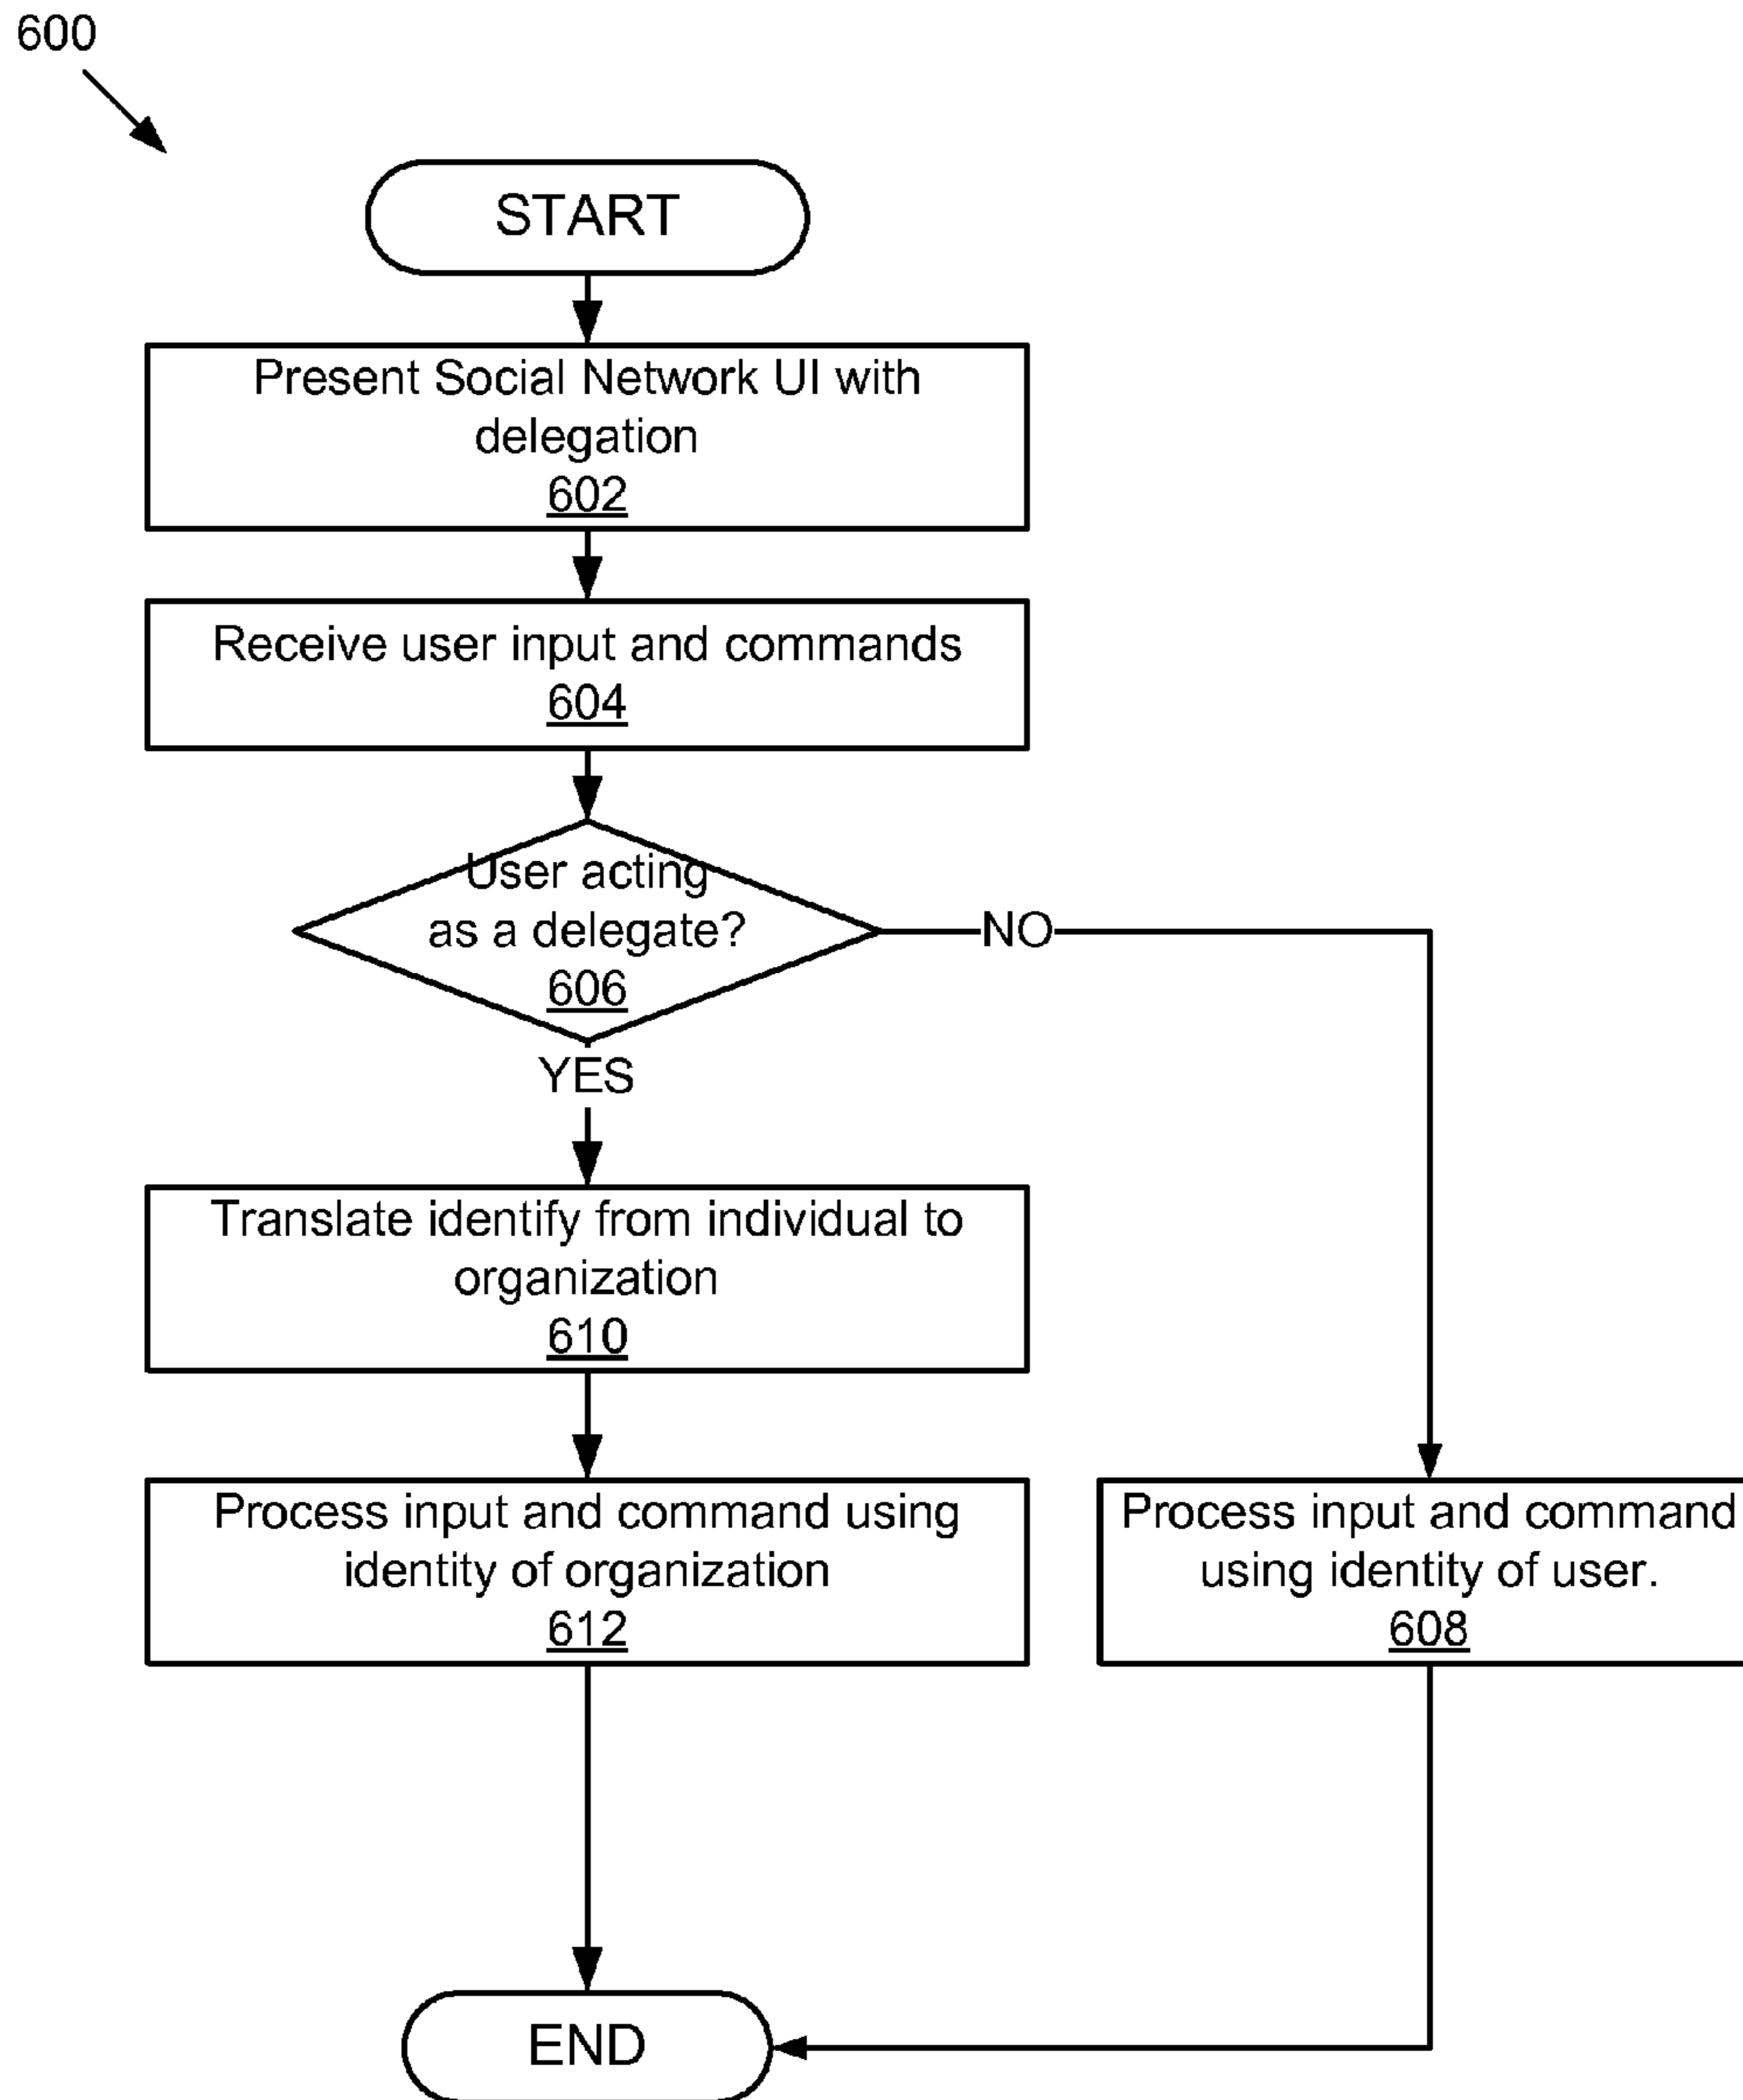 600
START
Present Social Network UI with
delegation
602
Receive user input and commands
604
User acting
as a delegate?
606
NO
YES
Translate identify from individual to
organization
610
Process input and command using
identity of organization
612
Process input and command
using identity of user.
608
END